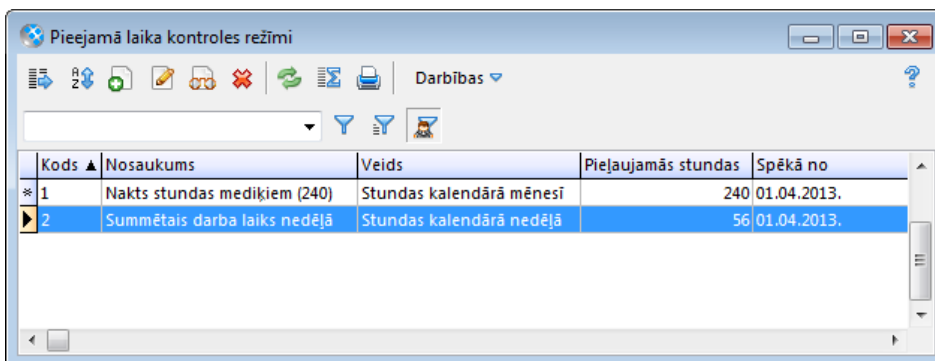 Pieejamā laika kontroles režīmi
Darbības
Kods Nosaukums Veids Pieļaujamās stundas Spēkā no
1 Nakts stundas mediķiem (240) Stundas kalendārā mēnesī 240 01.04.2013.
2 Summētais darba laiks nedēļā Stundas kalendārā nedēļā 56 01.04.2013.